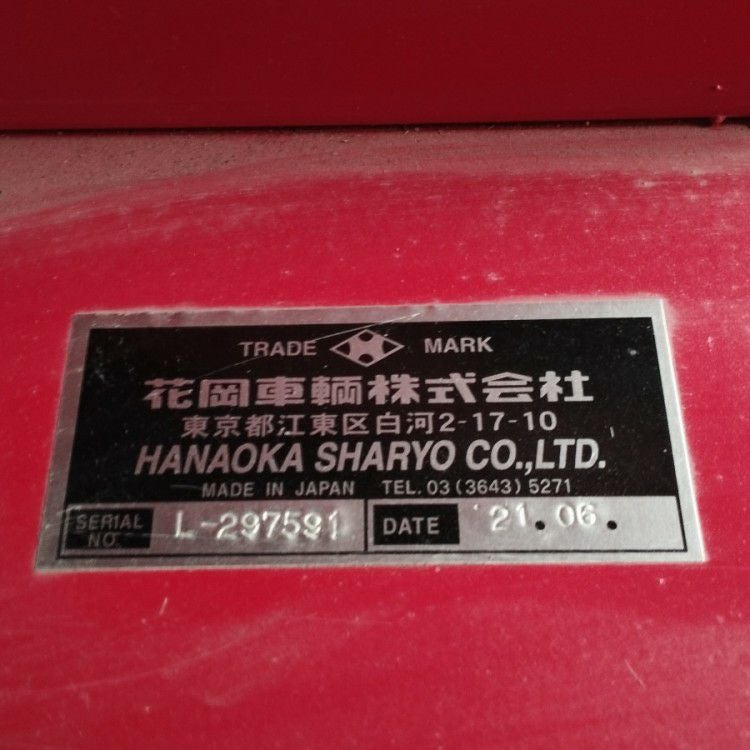 TRADE MARK
花岡車輌株式会社
東京都江東区白河2-17-10
HANAOKA SHARYO CO.,LTD.
MADE IN JAPAN TEL. 03 (3643) 5271
SERIAL NO. L-297591 DATE 21.06.